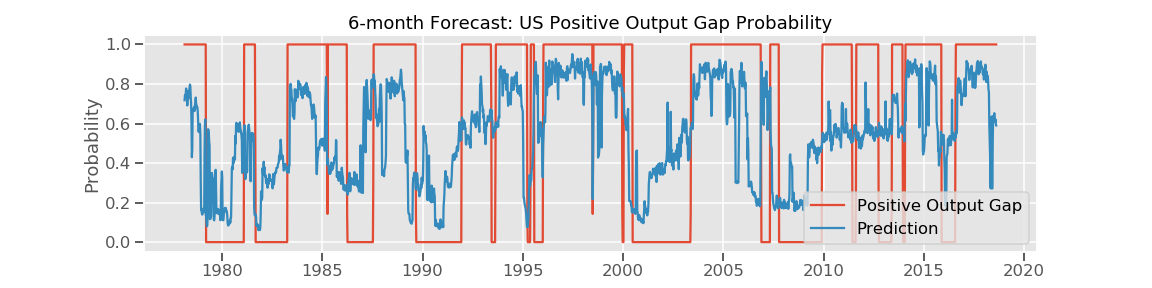 6-month Forecast: US Positive Output Gap Probability
Probability
1.0
0.8
0.6
0.4
0.2
0.0
Positive Output Gap
Prediction
1980 1985 1990 1995 2000 2005 2010 2015 2020